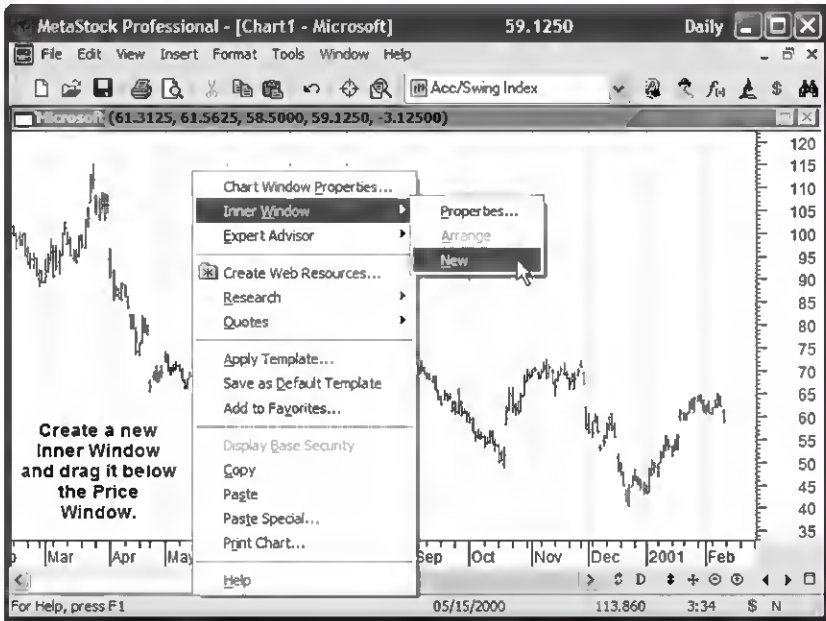 MetaStock Professional - [Chart1 - Microsoft] 59.1250 Daily
File Edit View Insert Format Tools Window Help
Acc/Swing Index
Microsoft (61.3125, 61.5625, 58.5000, 59.1250, -3.12500)
Chart Window Properties...
Inner Window
Expert Advisor
Create Web Resources...
Research
Quotes
Apply Template...
Save as Default Template
Add to Favorites...
Display Base Security
Copy
Paste
Paste Special...
Print Chart...
Help
Properties...
Arrange
New
Create a new
Inner Window
and drag it below
the Price
Window.
120
115
110
105
100
95
90
85
80
75
70
65
60
55
50
45
40
35
Mar Apr May Sep Oct Nov Dec 2001 Feb
D
For Help, press F1 05/15/2000 113.860 3:34 $ N